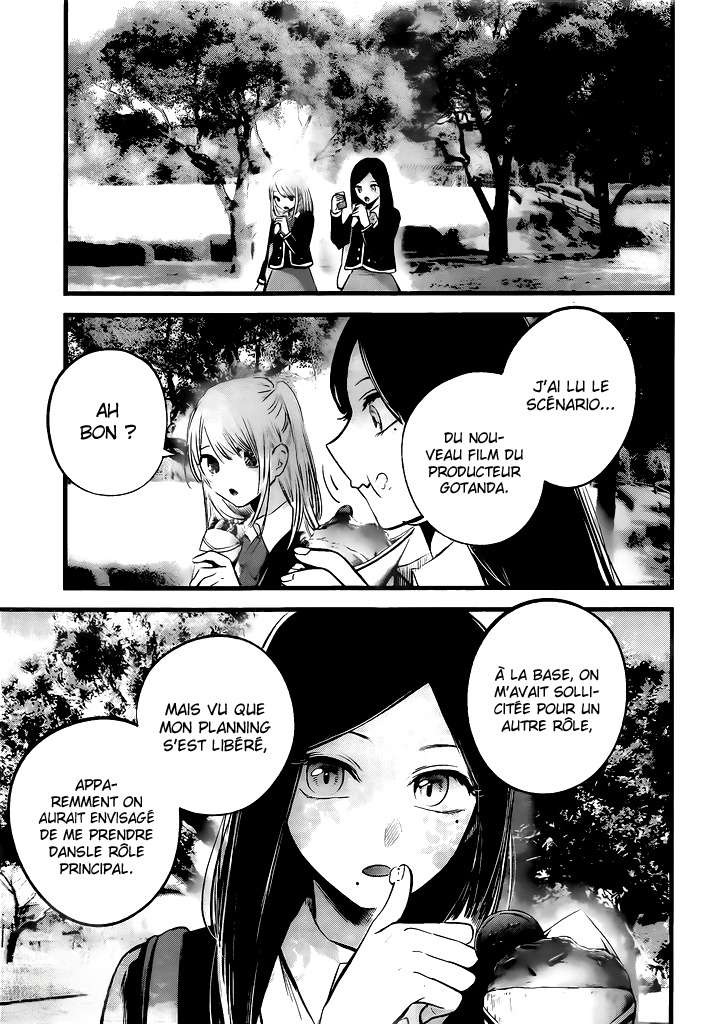 J'AI LU LE
SCÉNARIO...
DU NOU-
VEAU FILM DU
PRODUCTEUR
GOTANDA.
AH
BON ?
À LA BASE, ON
M'AVAIT SOLLI-
CITÉE POUR UN
AUTRE RÔLE,
MAIS VU QUE
MON PLANNING
S'EST LIBÉRÉ,
APPA-
REMMENT ON
AURAIT ENVISAGÉ
DE ME PRENDRE
DANSLE RÔLE
PRINCIPAL.